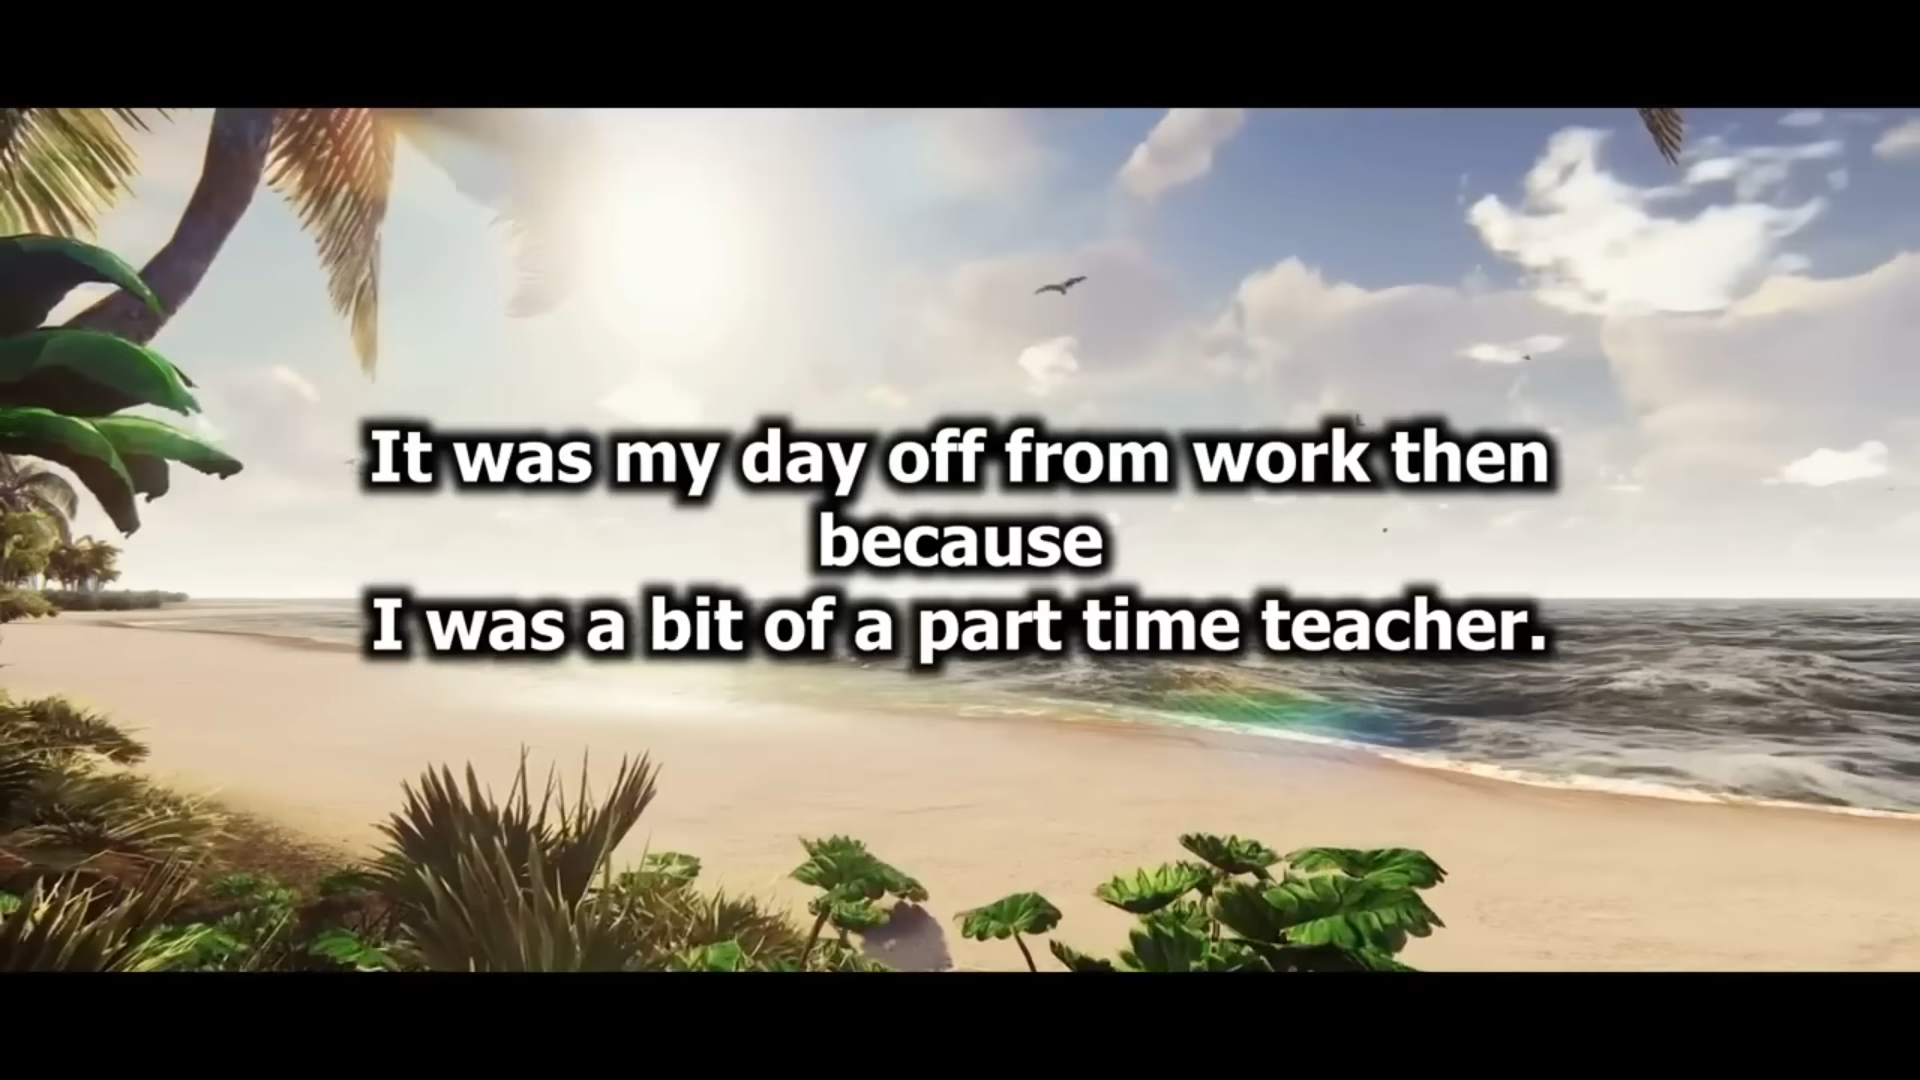 It was my day off from work then
because
I was a bit of a part time teacher.